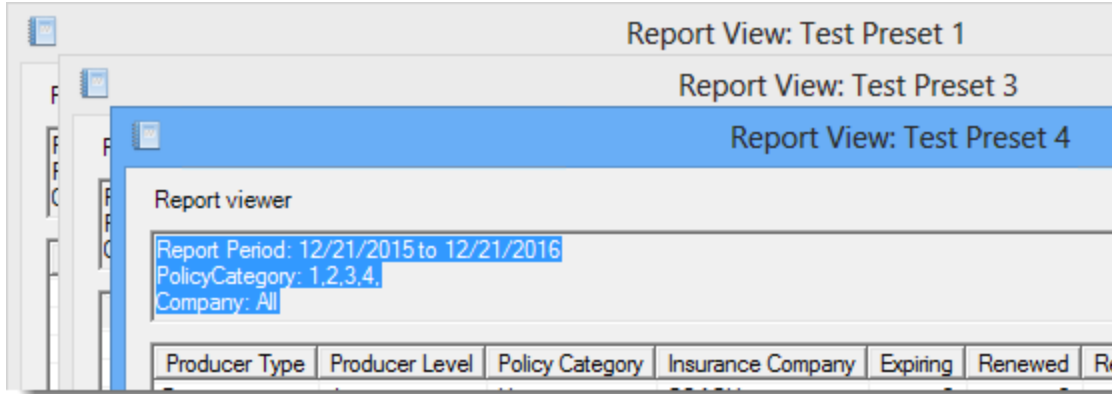 Report View: Test Preset 1
Report View: Test Preset 3
Report View: Test Preset 4
Report viewer
Report Period: 12/21/2015 to 12/21/2016
PolicyCategory: 1,2,3,4,
Company: All
Producer Type Producer Level Policy Category Insurance Company Expiring Renewed